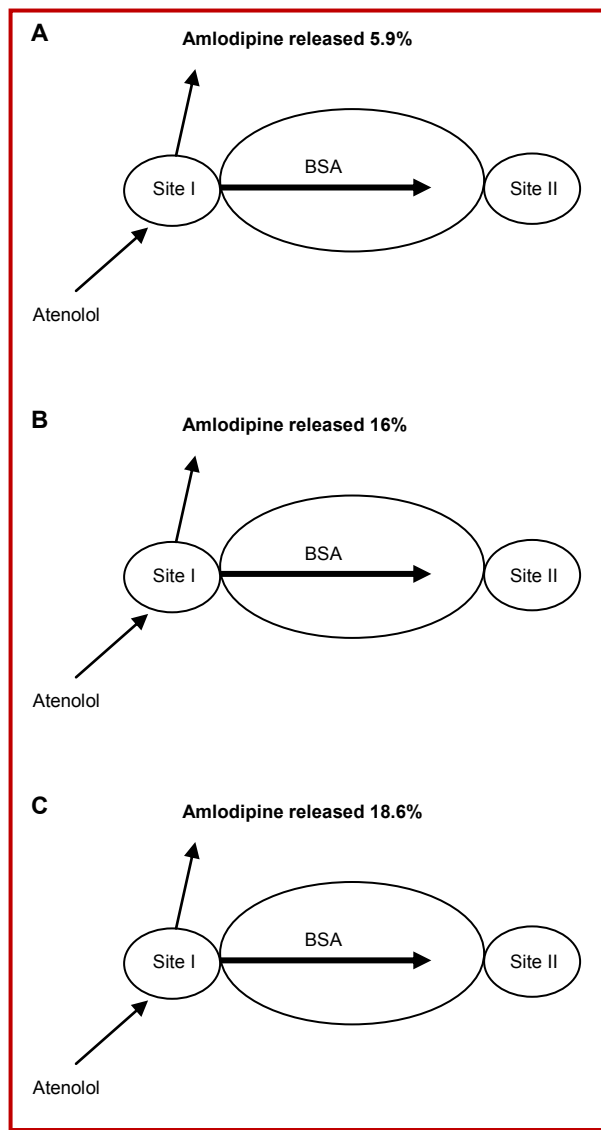 A
Amlodipine released 5.9%
BSA
Site I
Site II
Atenolol
B
Amlodipine released 16%
BSA
Site I
Site II
Atenolol
C
Amlodipine released 18.6%
BSA
Site I
Site II
Atenolol